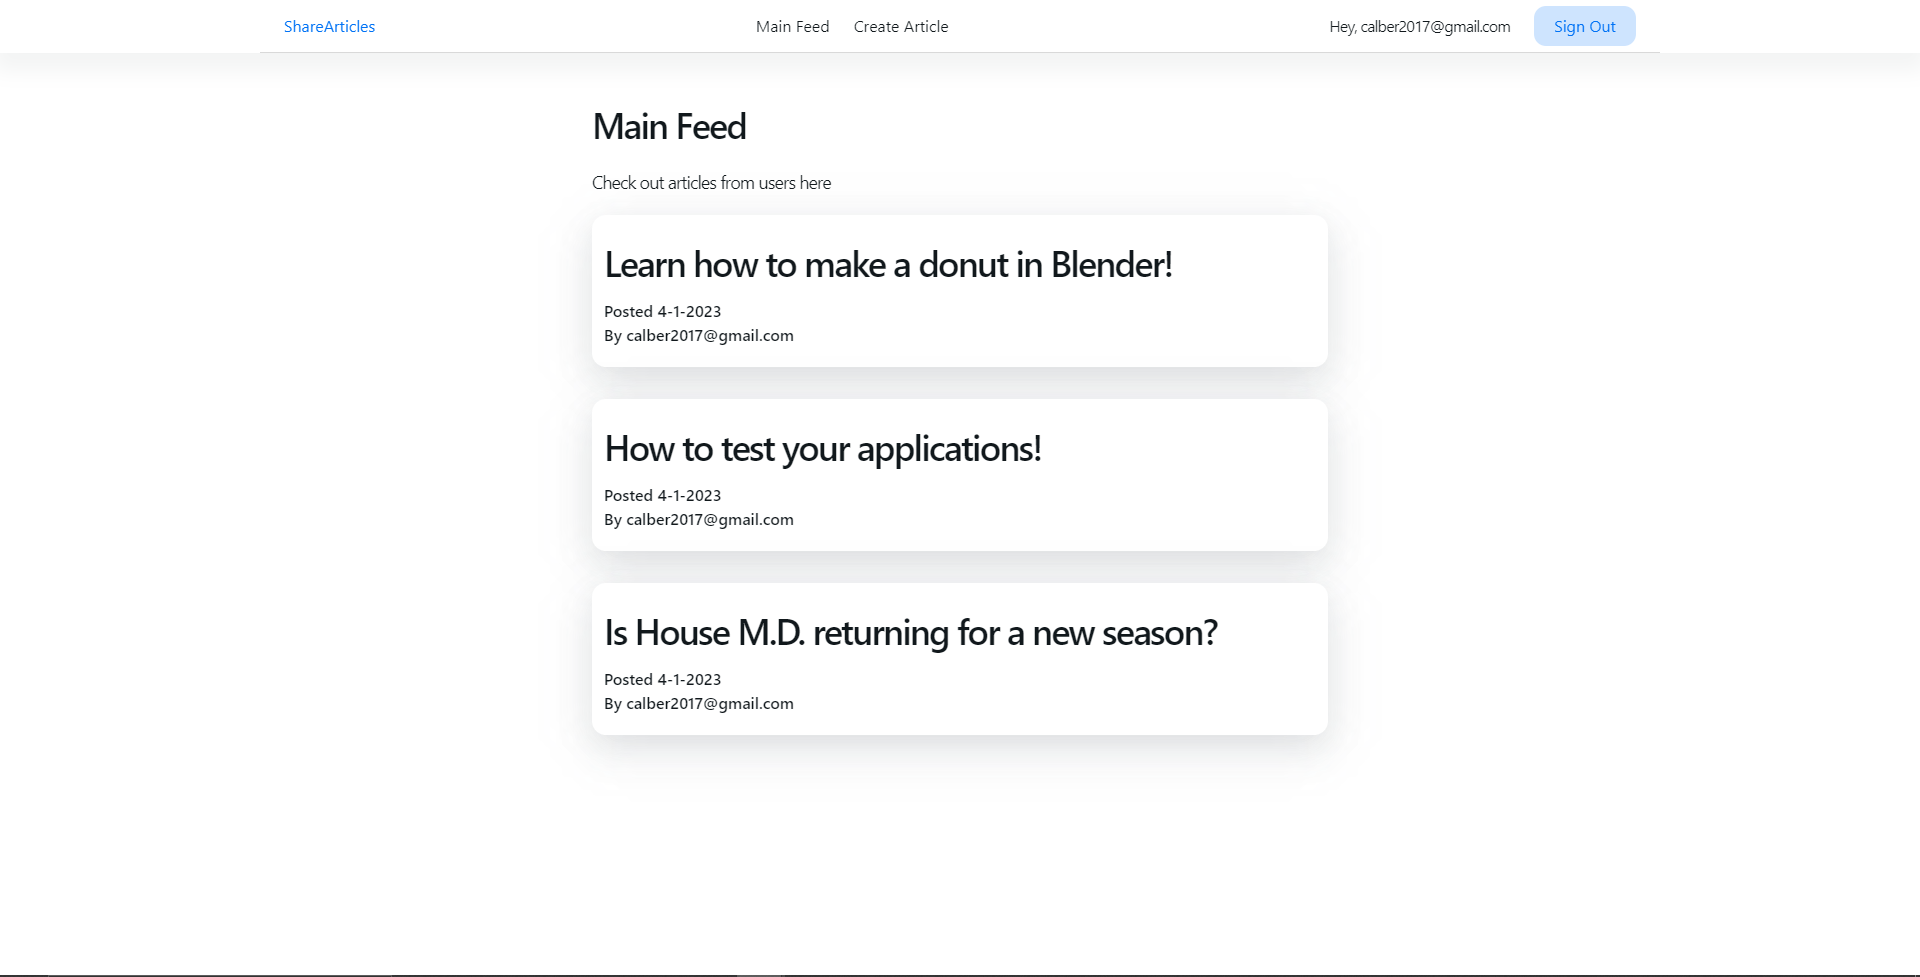 ShareArticles
Main Feed
Create Article
Hey, calber2017@gmail.com
Sign Out
Main Feed
Check out articles from users here
Learn how to make a donut in Blender!
Posted 4-1-2023
By calber2017@gmail.com
How to test your applications!
Posted 4-1-2023
By calber2017@gmail.com
Is House M.D. returning for a new season?
Posted 4-1-2023
By calber2017@gmail.com